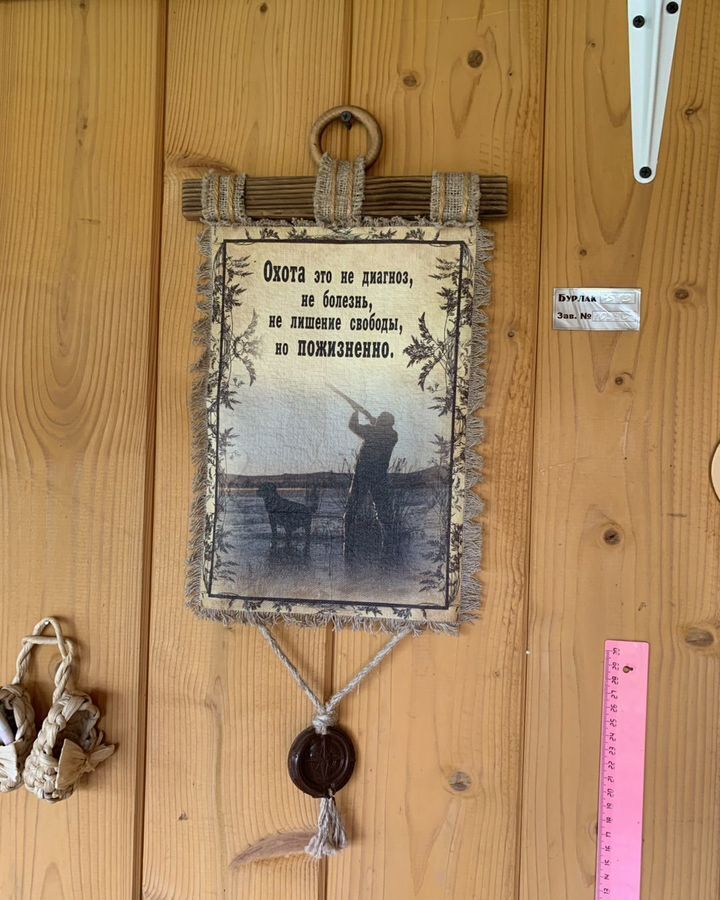 Охота это не диагноз,
не болезнь,
не лишение свободы,
но пожизненно.
Бурлак
Зав. №